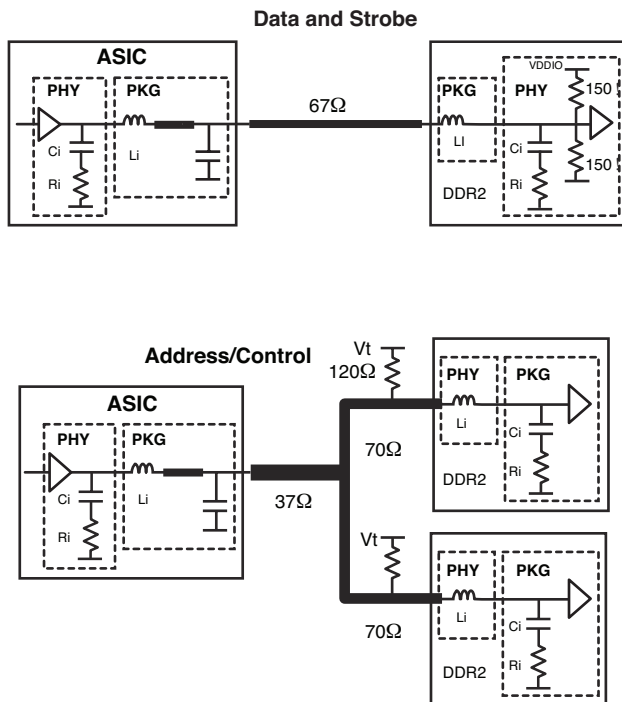 Data and Strobe
ASIC
PHY
PKG
Ci
Ri
Li
67Ω
PKG
PHY
VDDIO
150
150
LI
Ci
Ri
DDR2
Address/Control
ASIC
PHY
PKG
Ci
Ri
Li
37Ω
Vt
120Ω
70Ω
PHY
PKG
Li
Ci
Ri
DDR2
Vt
70Ω
PHY
PKG
Li
Ci
Ri
DDR2